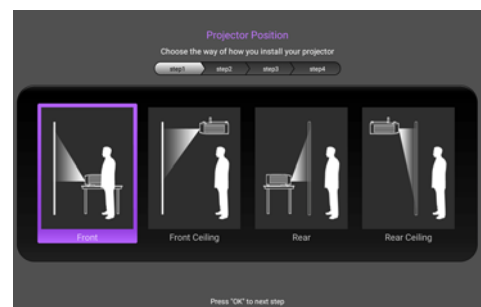 Projector Position
Choose the way of how you install your projector
step1 step2 step3 step4
Front Front Ceiling Rear Rear Ceiling
Press "OK" to next step